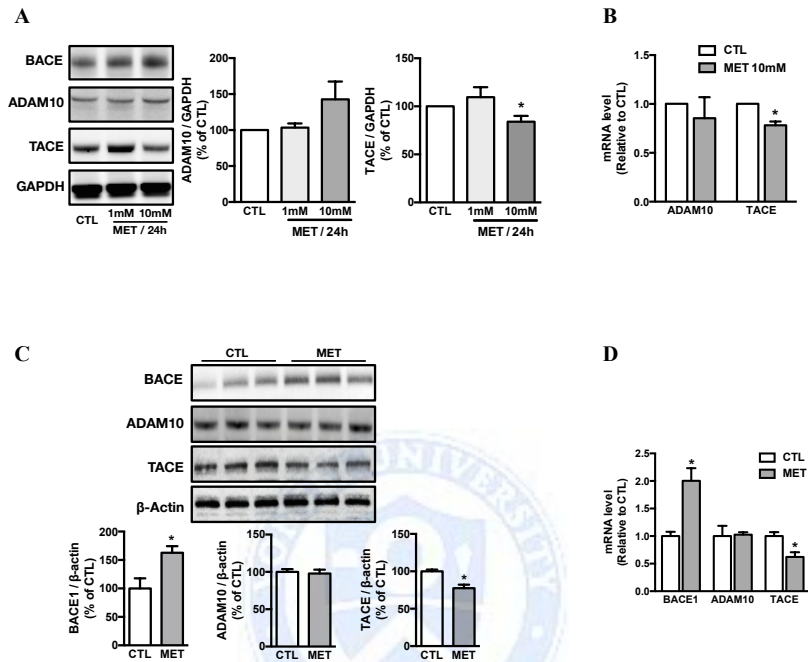 A
BACE
ADAM10
TACE
GAPDH
CTL 1mM 10mM
MET / 24h
ADAM10 / GAPDH
(% of CTL)
200
150
100
50
0
CTL 1mM 10mM
MET / 24h
TACE / GAPDH
(% of CTL)
150
100
50
0
CTL 1mM 10mM
MET / 24h
*
B
CTL
MET 10mM
mRNA level
(Relative to CTL)
1.5
1.0
0.5
0.0
*
ADAM10 TACE
C
CTL MET
BACE
ADAM10
TACE
β-Actin
BACE1 / β-actin
(% of CTL)
200
150
100
50
0
*
CTL MET
ADAM10 / β-actin
(% of CTL)
150
100
50
0
CTL MET
TACE / β-actin
(% of CTL)
150
100
50
0
*
CTL MET
D
CTL
MET
mRNA level
(Relative to CTL)
2.5
2.0
1.5
1.0
0.5
0.0
*
*
BACE1 ADAM10 TACE
UNIVERSITY